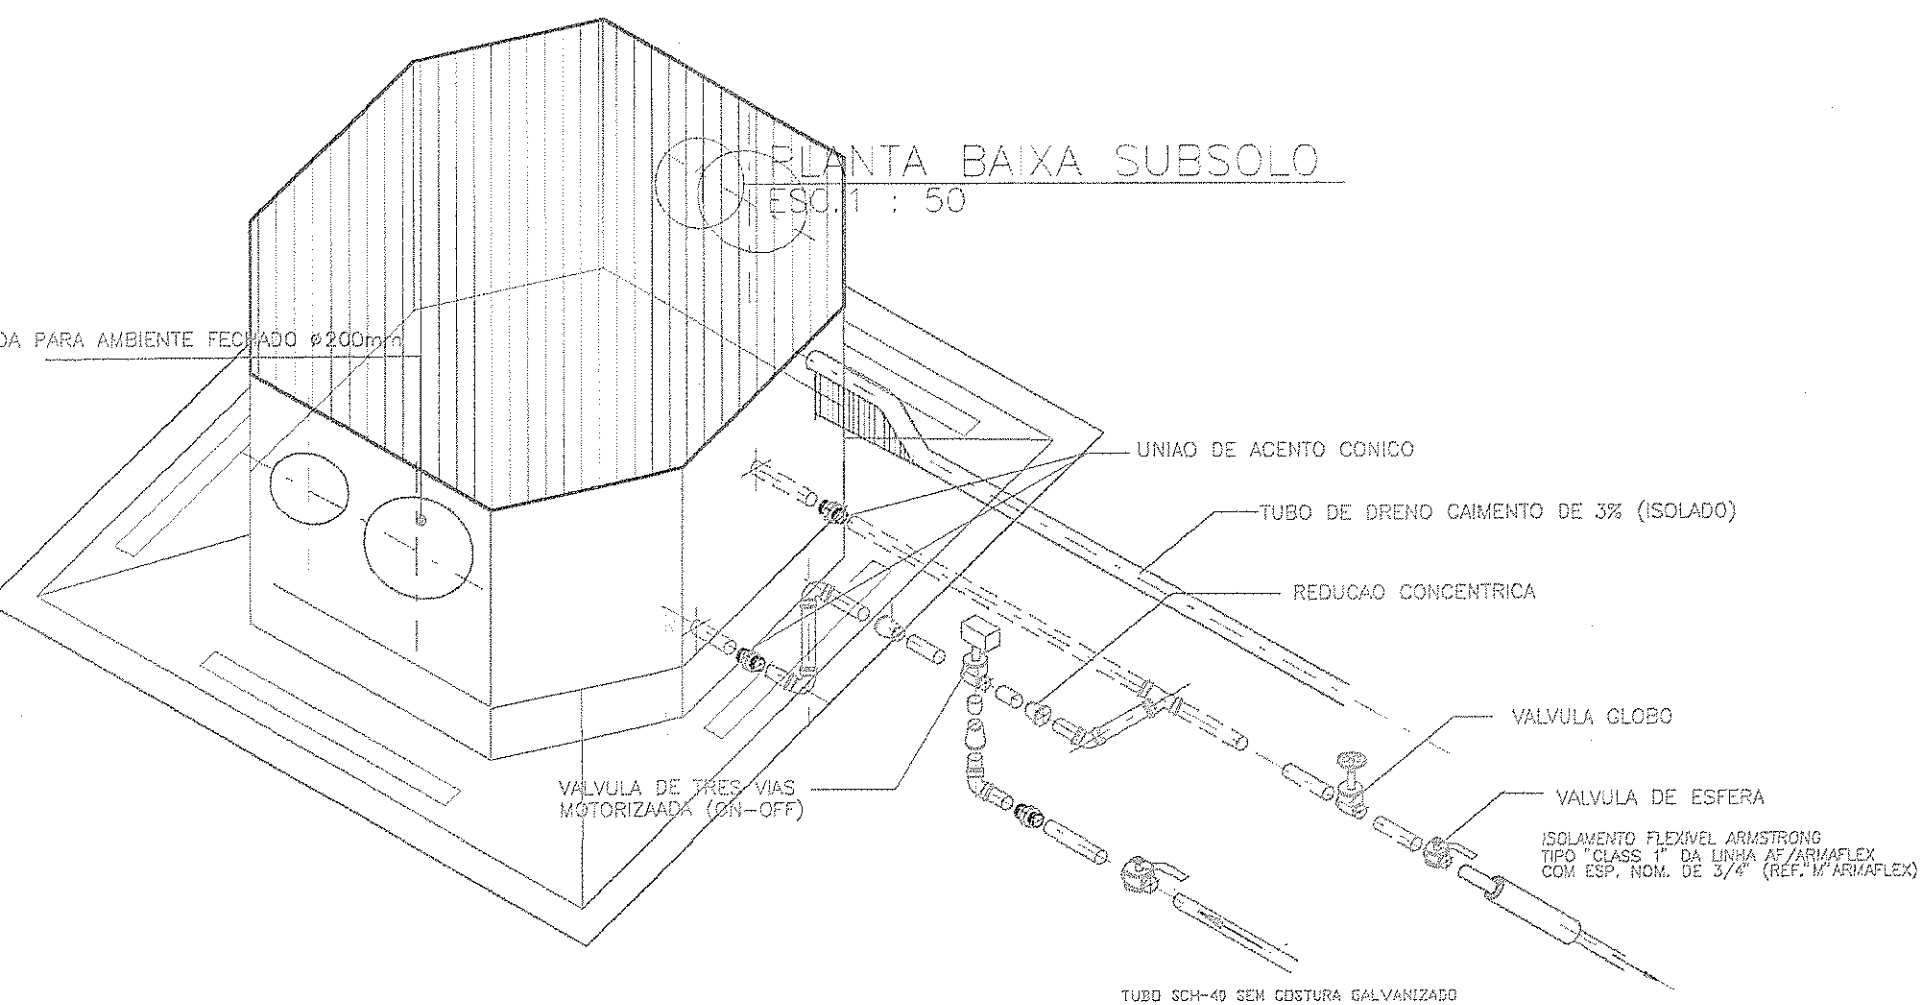 PLANTA BAIXA SUBSOLO
ESC.1 : 50
DA PARA AMBIENTE FECHADO ø200mm
UNIAO DE ACENTO CONICO
TUBO DE DRENO CAIMENTO DE 3% (ISOLADO)
REDUCAO CONCENTRICA
VALVULA GLOBO
VALVULA DE TRES VIAS
MOTORIZAADA (ON-OFF)
VALVULA DE ESFERA
ISOLAMENTO FLEXIVEL ARMSTRONG
TIPO "CLASS 1" DA LINHA AF/ARMAFLEX
COM ESP. NOM. DE 3/4" (REF."M"ARMAFLEX)
TUBO SCH-40 SEM COSTURA GALVANIZADO